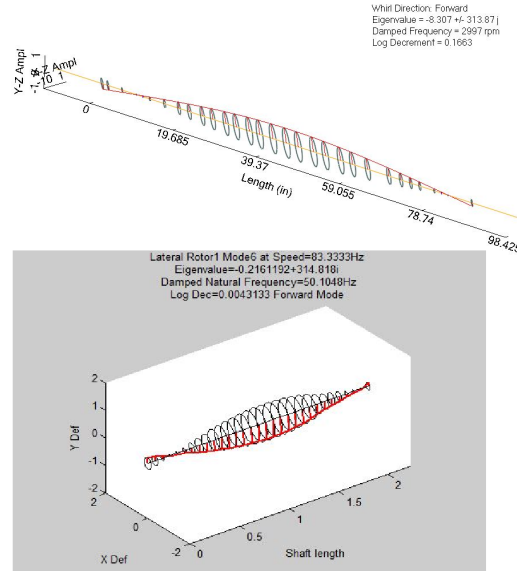 Whirl Direction: Forward
Eigenvalue = -8.307 +/- 313.87 j
Damped Frequency = 2997 rpm
Log Decrement = 0.1663
Y-Z Ampl
X-Z Ampl
0
19.685
39.37
59.055
78.74
98.425
Length (in)
Lateral Rotor1 Mode6 at Speed=83.3333Hz
Eigenvalue=-0.2161192+314.818i
Damped Natural Frequency=50.1048Hz
Log Dec=0.0043133 Forward Mode
2
1
0
-1
-2
Y Def
2
0
-2
X Def
0
0.5
1
1.5
2
Shaft length